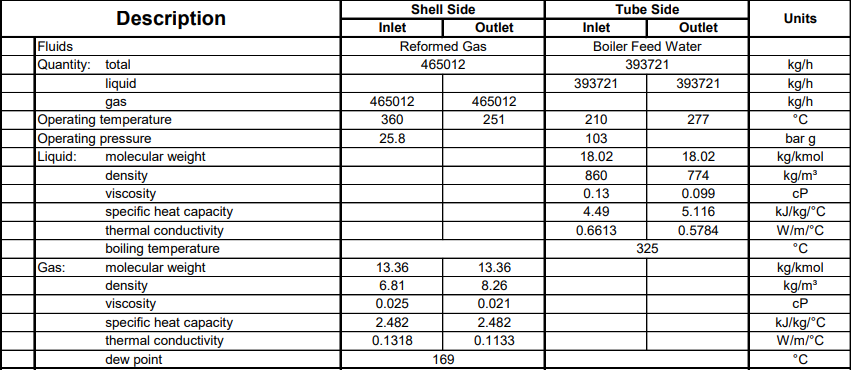 Description Shell Side Tube Side Units
Inlet Outlet Inlet Outlet
Fluids Reformed Gas Boiler Feed Water
Quantity: total 465012 393721 kg/h
liquid 393721 393721 kg/h
gas 465012 465012 kg/h
Operating temperature 360 251 210 277 °C
Operating pressure 25.8 103 bar g
Liquid: molecular weight 18.02 18.02 kg/kmol
density 860 774 kg/m³
viscosity 0.13 0.099 cP
specific heat capacity 4.49 5.116 kJ/kg/°C
thermal conductivity 0.6613 0.5784 W/m/°C
boiling temperature 325 °C
Gas: molecular weight 13.36 13.36 kg/kmol
density 6.81 8.26 kg/m³
viscosity 0.025 0.021 cP
specific heat capacity 2.482 2.482 kJ/kg/°C
thermal conductivity 0.1318 0.1133 W/m/°C
dew point 169 °C